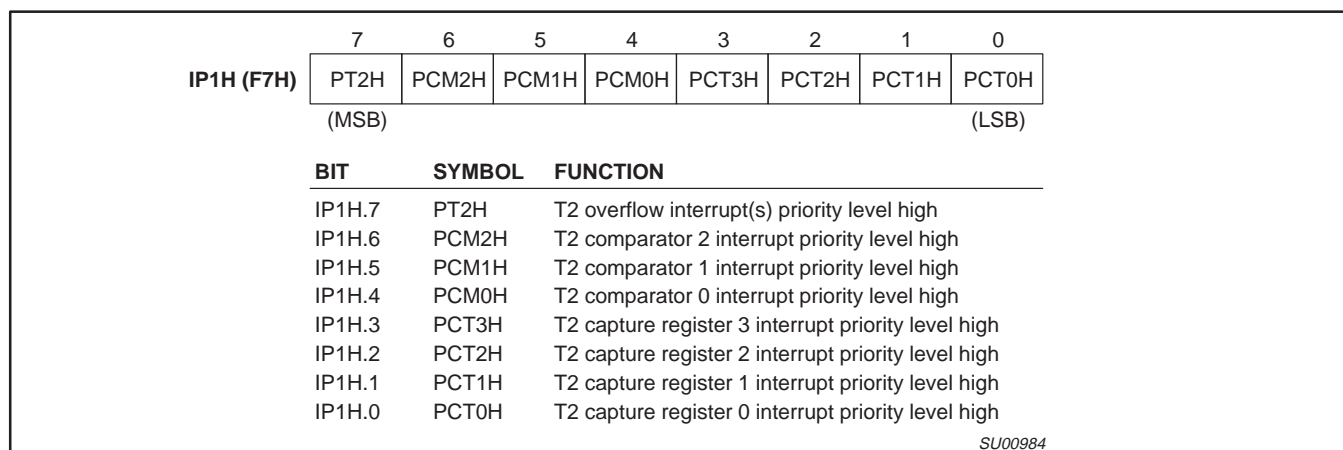 7 6 5 4 3 2 1 0
IP1H (F7H) PT2H PCM2H PCM1H PCM0H PCT3H PCT2H PCT1H PCT0H
(MSB) (LSB)
BIT SYMBOL FUNCTION
IP1H.7 PT2H T2 overflow interrupt(s) priority level high
IP1H.6 PCM2H T2 comparator 2 interrupt priority level high
IP1H.5 PCM1H T2 comparator 1 interrupt priority level high
IP1H.4 PCM0H T2 comparator 0 interrupt priority level high
IP1H.3 PCT3H T2 capture register 3 interrupt priority level high
IP1H.2 PCT2H T2 capture register 2 interrupt priority level high
IP1H.1 PCT1H T2 capture register 1 interrupt priority level high
IP1H.0 PCT0H T2 capture register 0 interrupt priority level high
SU00984